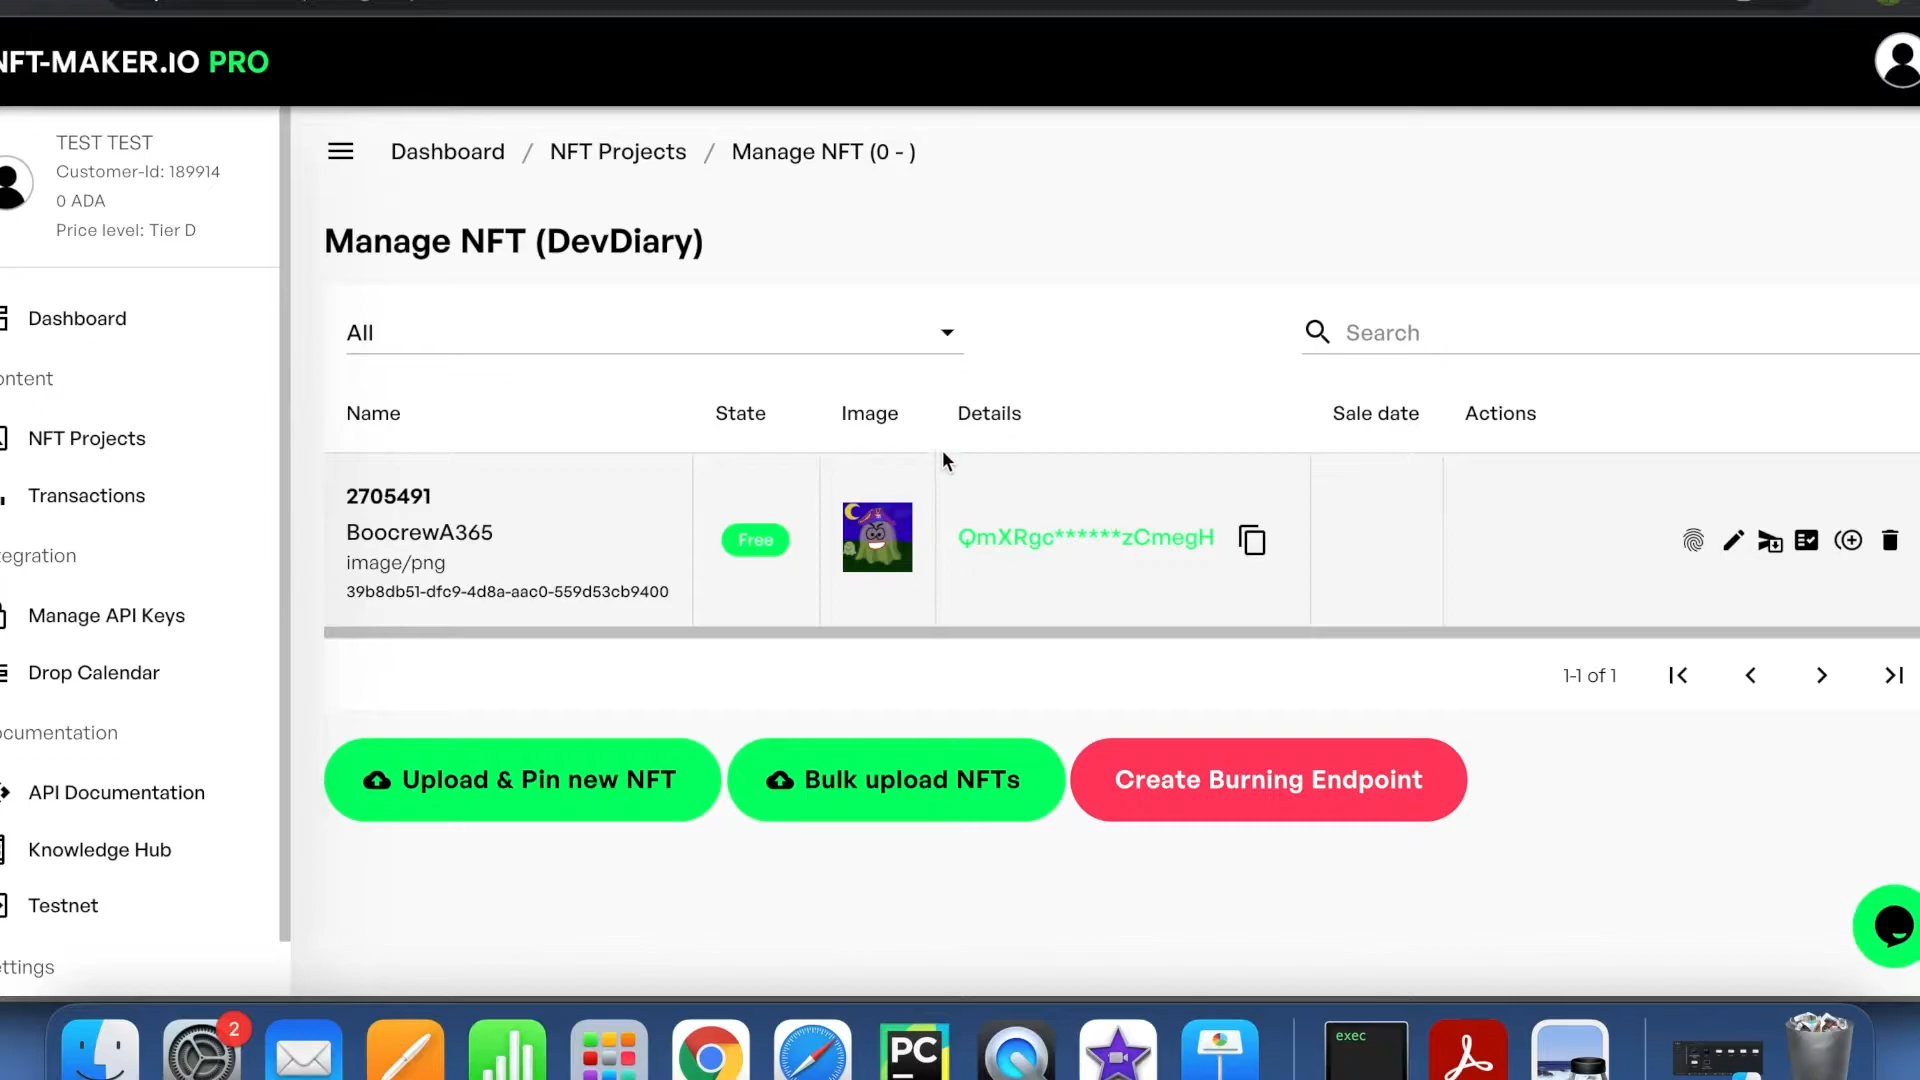 NFT-MAKER.IO PRO
TEST TEST
Customer-Id: 189914
0 ADA
Price level: Tier D
Dashboard / NFT Projects / Manage NFT (0 - )
Manage NFT (DevDiary)
All
Search
Dashboard
ontent
NFT Projects
Transactions
tegration
Manage API Keys
Drop Calendar
ocumentation
API Documentation
Knowledge Hub
Testnet
ettings
Name State Image Details Sale date Actions
2705491
BoocrewA365
image/png
39b8db51-dfc9-4d8a-aac0-559d53cb9400
Free
QmXRgc******zCmegH
1-1 of 1
Upload & Pin new NFT
Bulk upload NFTs
Create Burning Endpoint
2
PC
exec